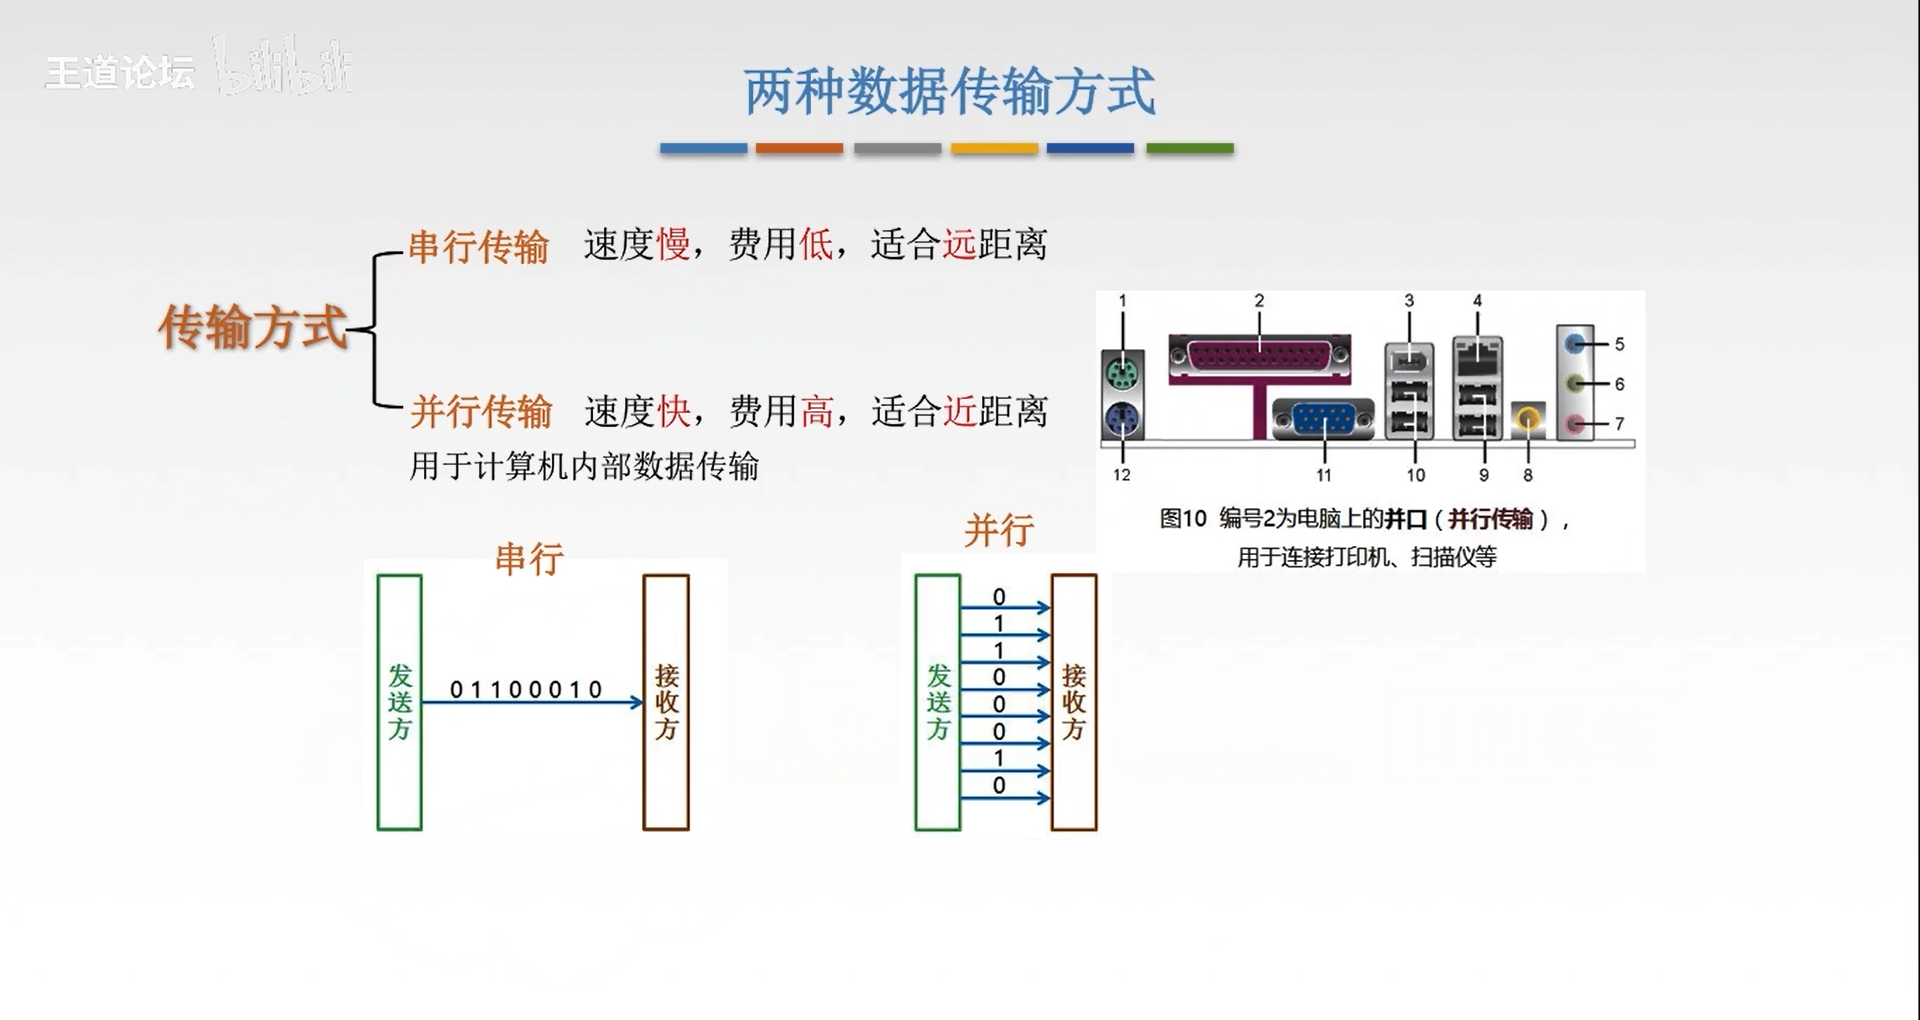 王道论坛 bilibili
两种数据传输方式
串行传输 速度慢，费用低，适合远距离
传输方式
并行传输 速度快，费用高，适合近距离
用于计算机内部数据传输
1 2 3 4
5
6
7
12 11 10 9 8
图10 编号2为电脑上的并口（并行传输），
用于连接打印机、扫描仪等
串行
发送方
01100010
接收方
并行
发送方
0
1
1
0
0
0
1
0
接收方